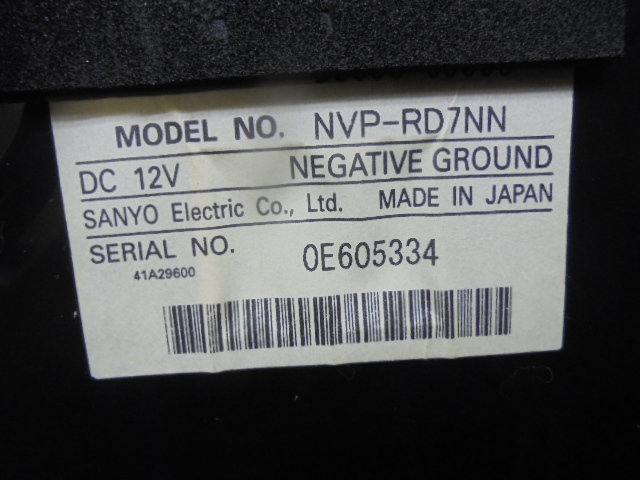 MODEL NO. NVP-RD7NN
DC 12V NEGATIVE GROUND
SANYO Electric Co., Ltd. MADE IN JAPAN
SERIAL NO. 0E605334
41A29600